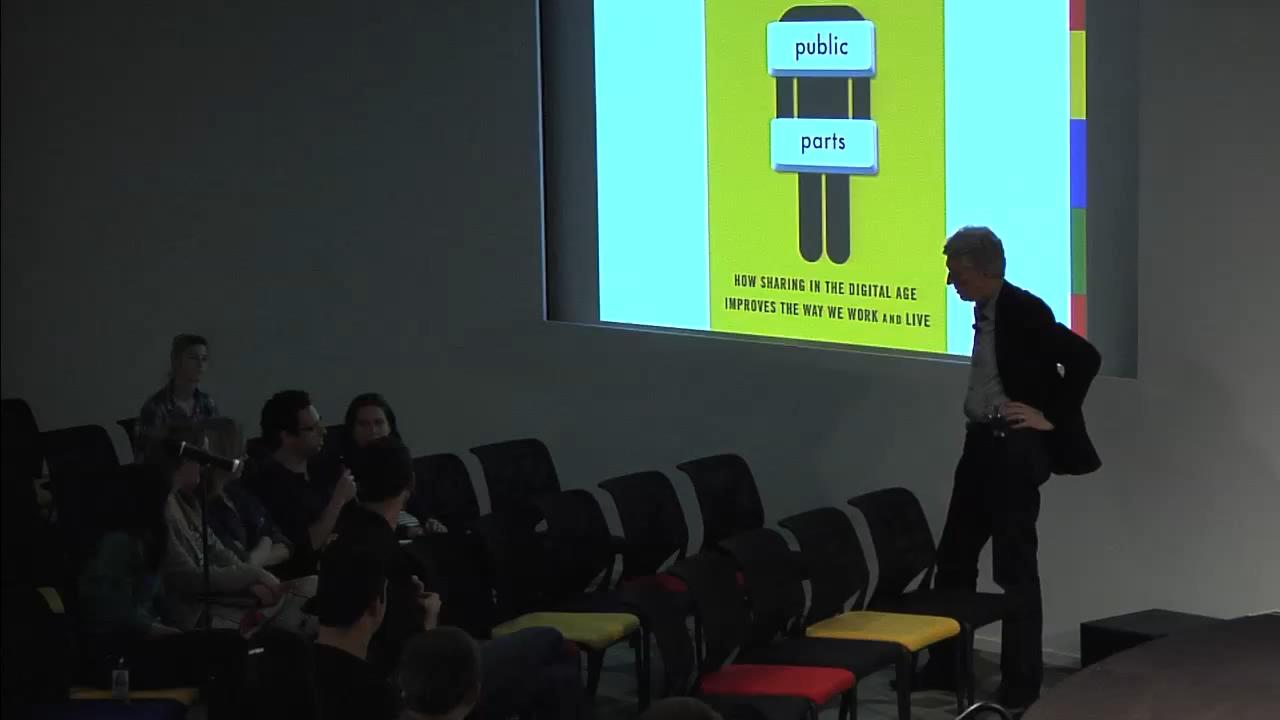 public
parts
HOW SHARING IN THE DIGITAL AGE
IMPROVES THE WAY WE WORK AND LIVE